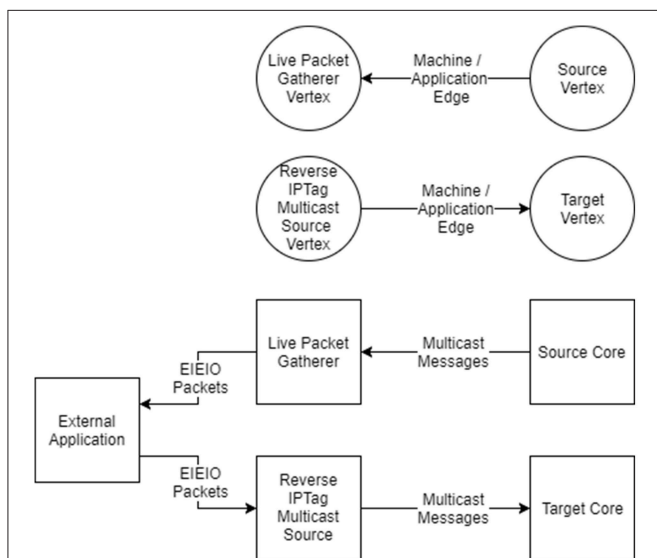 Live Packet
Gatherer
Vertex
Machine /
Application
Edge
Source
Vertex
Reverse
IPTag
Multicast
Source
Vertex
Machine /
Application
Edge
Target
Vertex
Live Packet
Gatherer
Multicast
Messages
Source Core
EIEIO
Packets
External
Application
EIEIO
Packets
Reverse
IPTag
Multicast
Source
Multicast
Messages
Target Core